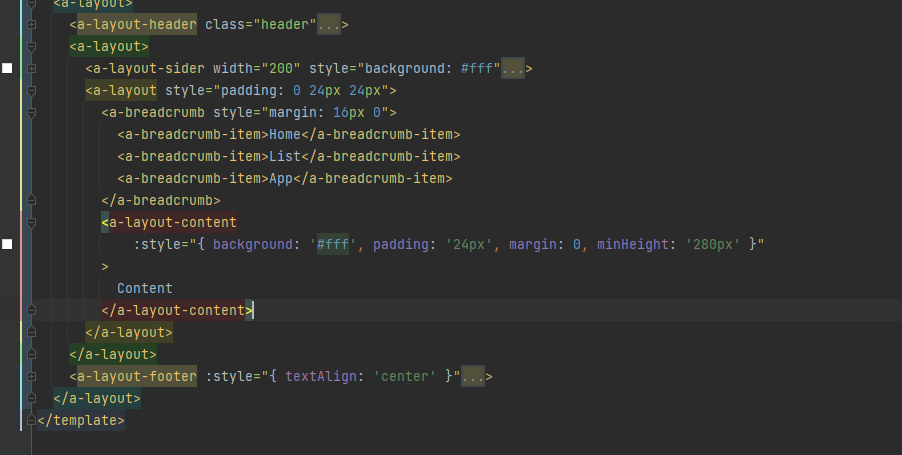 <a-layout>
<a-layout-header class="header"...>
<a-layout>
<a-layout-sider width="200" style="background: #fff"...>
<a-layout style="padding: 0 24px 24px">
<a-breadcrumb style="margin: 16px 0">
<a-breadcrumb-item>Home</a-breadcrumb-item>
<a-breadcrumb-item>List</a-breadcrumb-item>
<a-breadcrumb-item>App</a-breadcrumb-item>
</a-breadcrumb>
<a-layout-content
:style="{ background: '#fff', padding: '24px', margin: 0, minHeight: '280px' }"
>
Content
</a-layout-content>
</a-layout>
</a-layout>
<a-layout-footer :style="{ textAlign: 'center' }"...>
</a-layout>
</template>